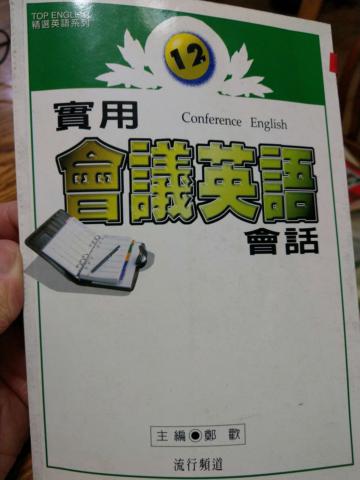 TOP ENGLISH
精選英語系列
12
實用
Conference English
會議英語
會話
主編◉鄭歡
流行頻道